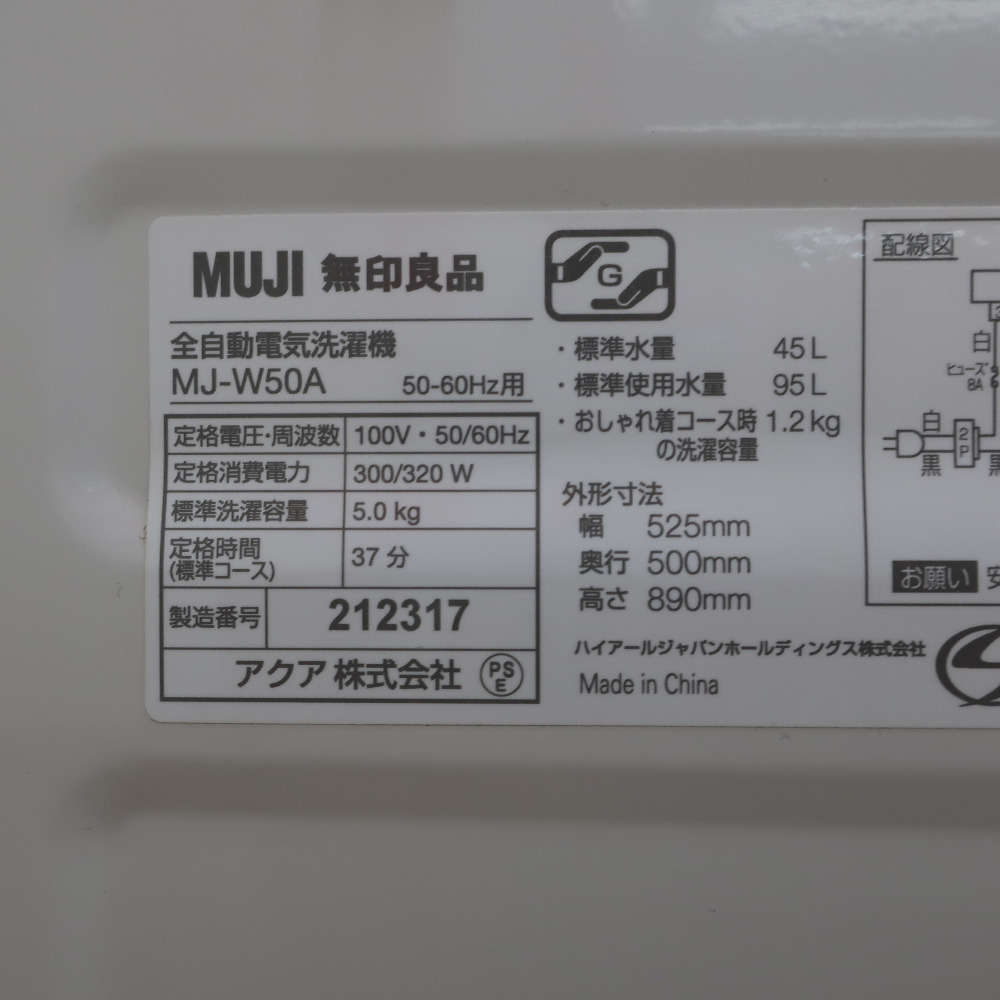 MUJI 無印良品
全自動電気洗濯機
MJ-W50A 50-60Hz用
定格電圧・周波数 100V・50/60Hz
定格消費電力 300/320 W
標準洗濯容量 5.0 kg
定格時間
(標準コース) 37 分
製造番号 212317
アクア 株式会社 PS
E
G
・標準水量 45L
・標準使用水量 95L
・おしゃれ着コース時 1.2kg
の洗濯容量
外形寸法
幅 525mm
奥行 500mm
高さ 890mm
ハイアールジャパンホールディングス株式会社
Made in China
配線図
3
白
ヒューズ
8A
白
2
P
黒
お願い